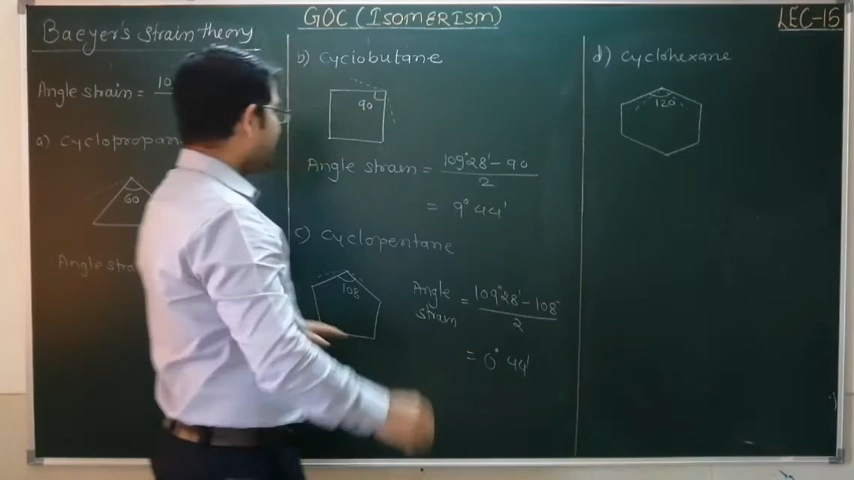 GOC (Isomerism)
LEC-15
Baeyer's strain theory
Angle strain = 10
a) Cyclopropan
60
Angle stra
b) Cyclobutane
90
Angle strain = 109°28' - 90
2
= 9° 44'
c) Cyclopentane
108
Angle strain = 109°28' - 108°
2
= 0° 44'
d) Cyclohexane
120